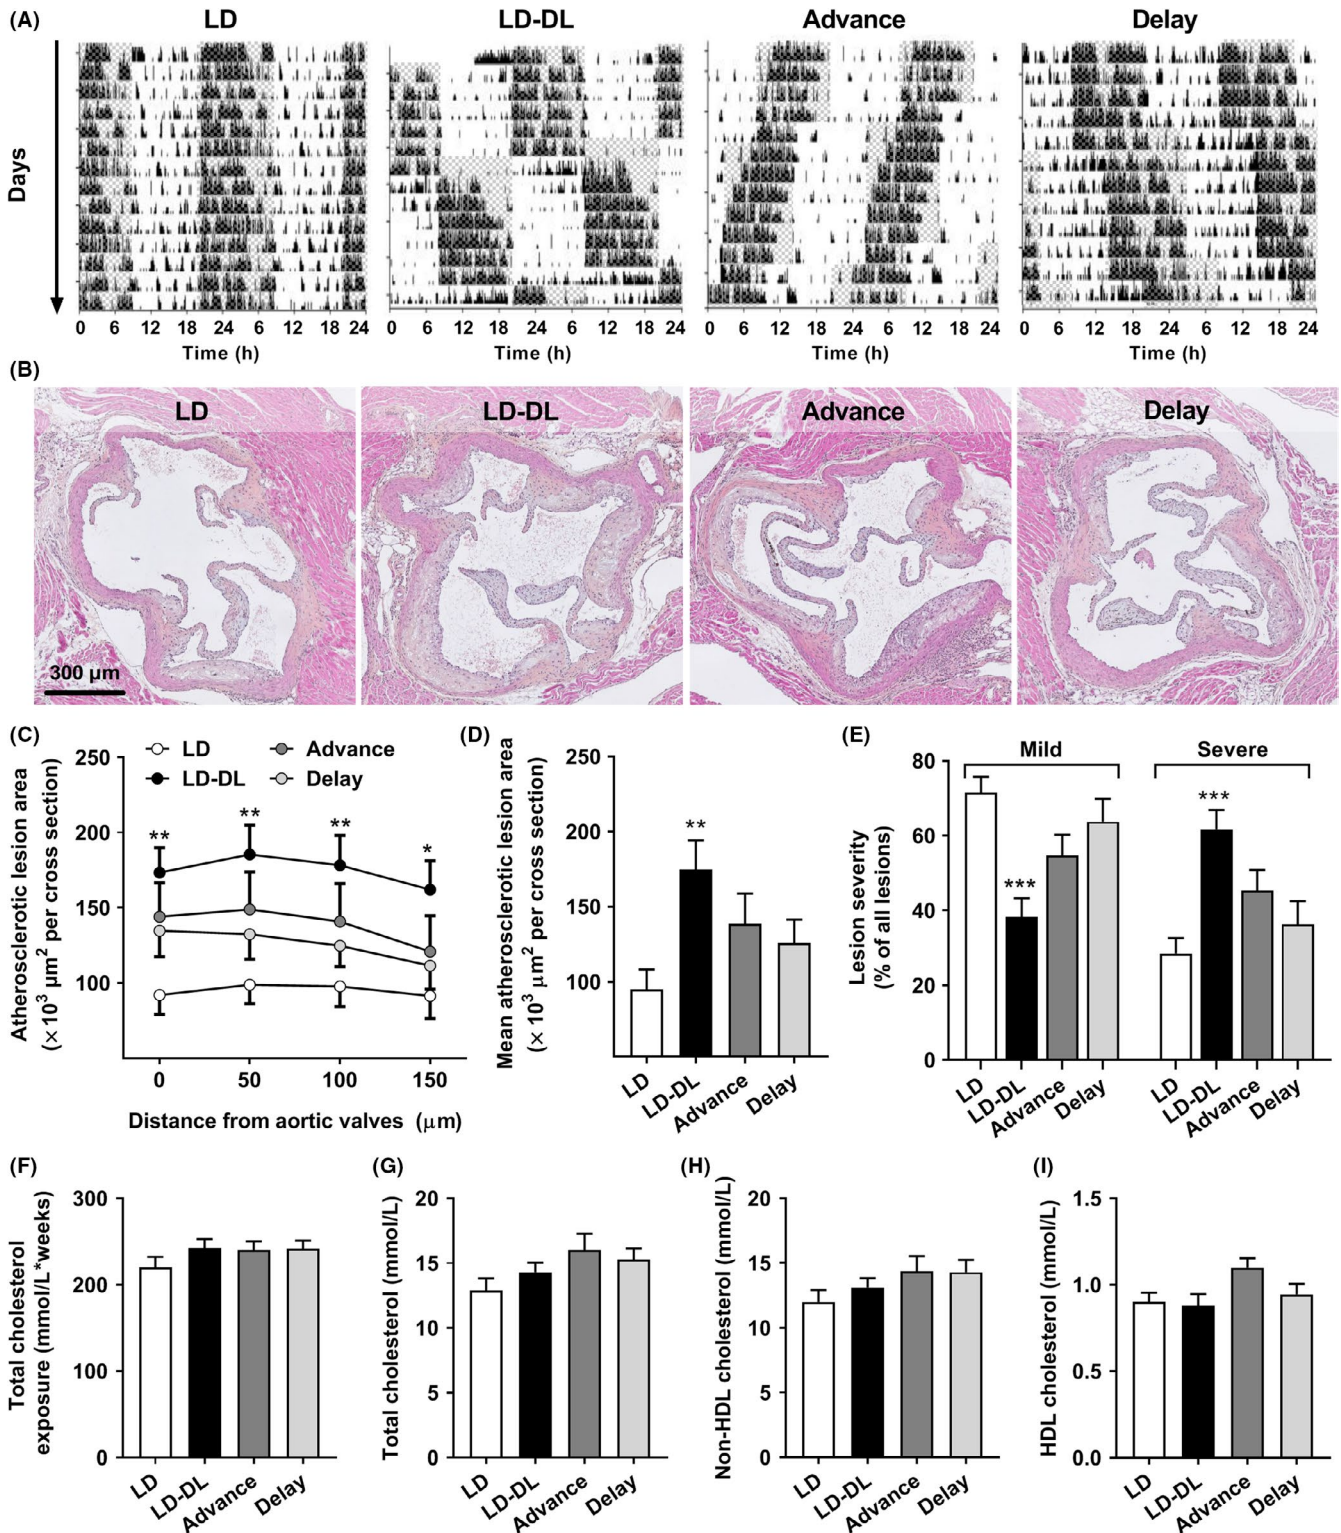 (A) LD LD-DL Advance Delay
Days
0 6 12 18 24 6 12 18 24
0 6 12 18 24 6 12 18 24
0 6 12 18 24 6 12 18 24
0 6 12 18 24 6 12 18 24
Time (h) Time (h) Time (h) Time (h)
(B)
LD LD-DL Advance Delay
300 µm
(C)
LD Advance
LD-DL Delay
Atherosclerotic lesion area
(×10³ µm² per cross section)
250
200
150
100
** ** ** *
0 50 100 150
Distance from aortic valves (µm)
(D)
Mean atherosclerotic lesion area
(×10³ µm² per cross section)
250
200
150
100
**
LD LD-DL Advance Delay
(E)
Mild Severe
Lesion severity
(% of all lesions)
80
60
40
20
0
*** ***
LD LD-DL Advance Delay LD LD-DL Advance Delay
(F)
Total cholesterol
exposure (mmol/L*weeks)
300
200
100
0
LD LD-DL Advance Delay
(G)
Total cholesterol (mmol/L)
20
15
10
5
0
LD LD-DL Advance Delay
(H)
Non-HDL cholesterol (mmol/L)
20
15
10
5
0
LD LD-DL Advance Delay
(I)
HDL cholesterol (mmol/L)
1.5
1.0
0.5
0.0
LD LD-DL Advance Delay